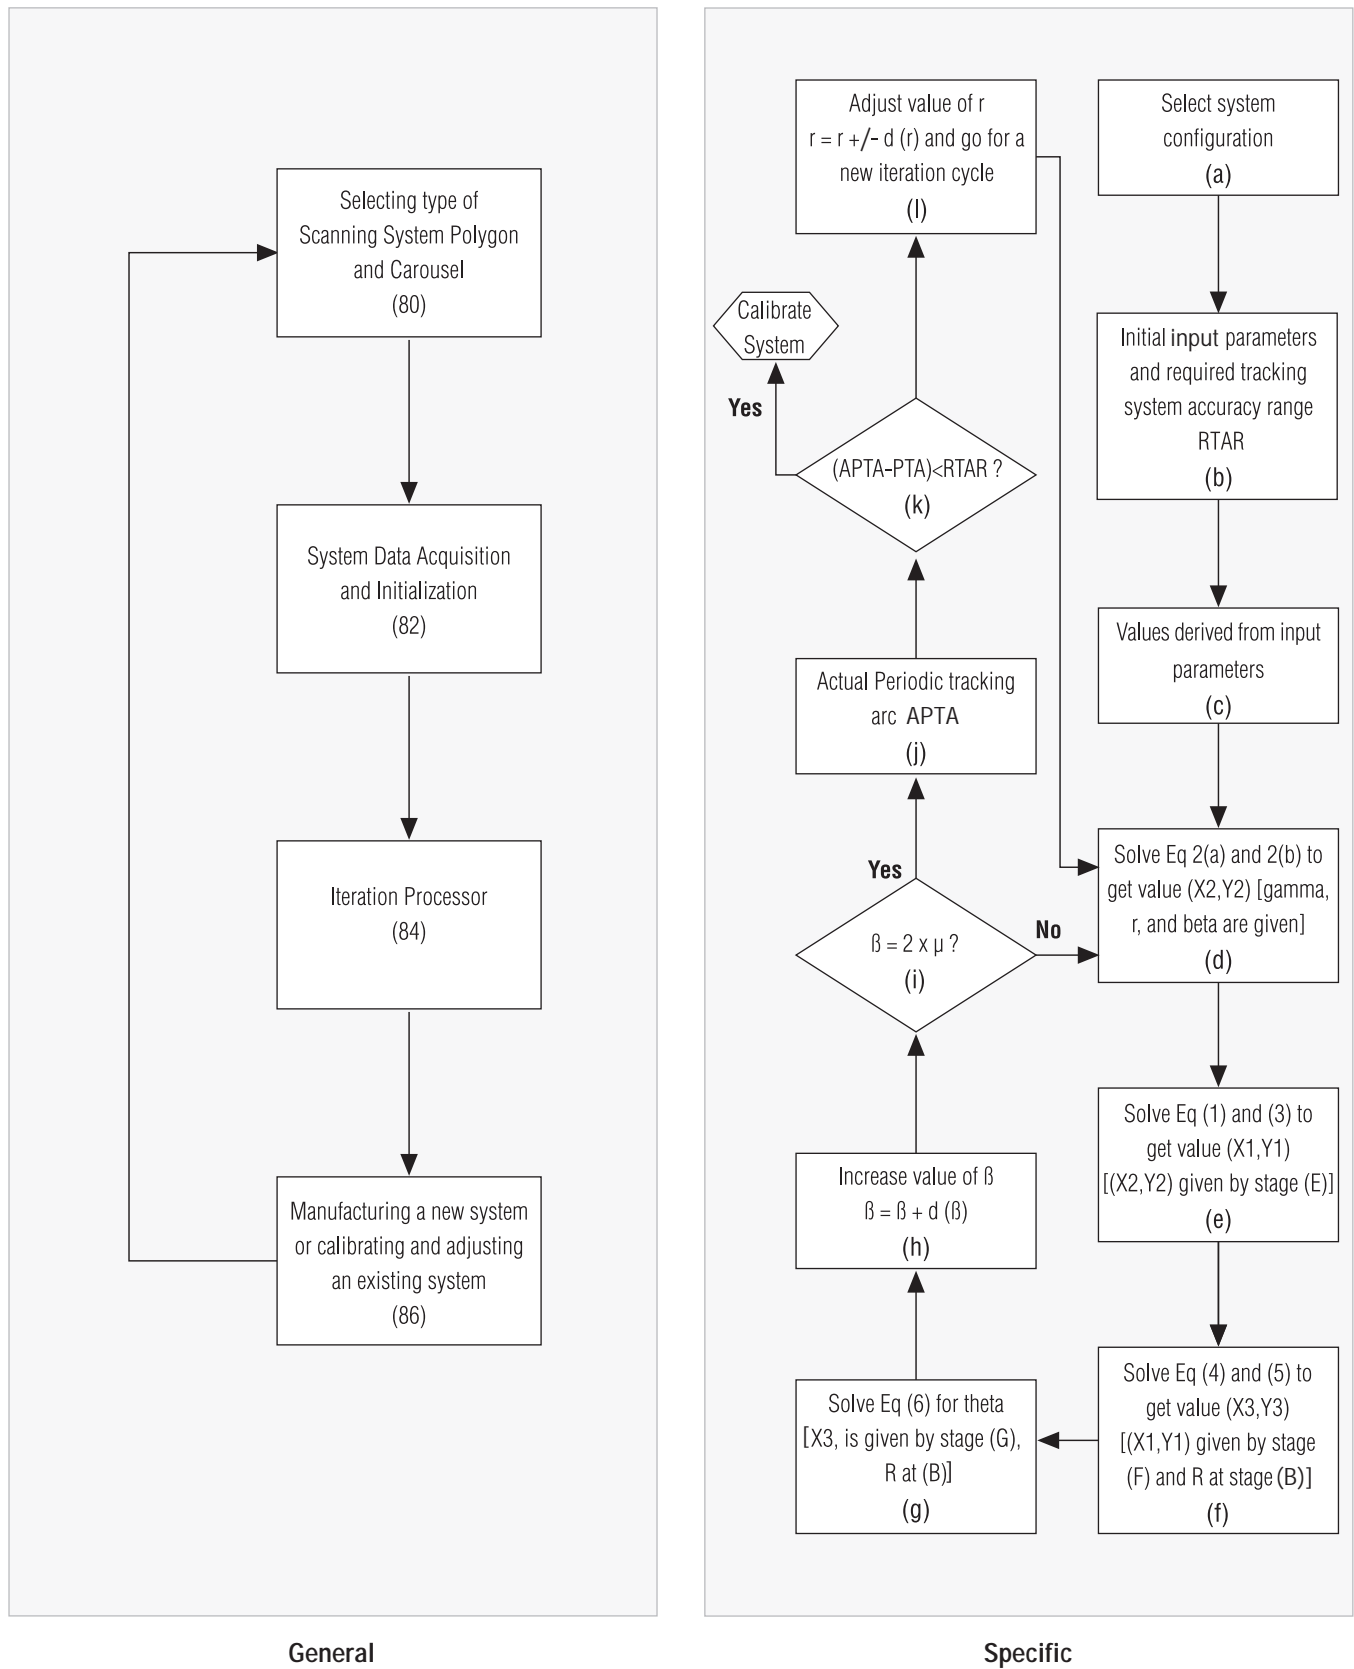 Selecting type of
Scanning System Polygon
and Carousel
(80)
System Data Acquisition
and Initialization
(82)
Iteration Processor
(84)
Manufacturing a new system
or calibrating and adjusting
an existing system
(86)
General
Select system
configuration
(a)
Initial input parameters
and required tracking
system accuracy range
RTAR
(b)
Values derived from input
parameters
(c)
Solve Eq 2(a) and 2(b) to
get value (X2,Y2) [gamma,
r, and beta are given]
(d)
Solve Eq (1) and (3) to
get value (X1,Y1)
[(X2,Y2) given by stage (E)]
(e)
Solve Eq (4) and (5) to
get value (X3,Y3)
[(X1,Y1) given by stage
(F) and R at stage (B)]
(f)
Solve Eq (6) for theta
[X3, is given by stage (G),
R at (B)]
(g)
Increase value of ß
ß = ß + d (ß)
(h)
ß = 2 x µ ?
(i)
No
Yes
Actual Periodic tracking
arc APTA
(j)
(APTA-PTA)<RTAR ?
(k)
Yes
Calibrate
System
Adjust value of r
r = r +/- d (r) and go for a
new iteration cycle
(l)
Specific